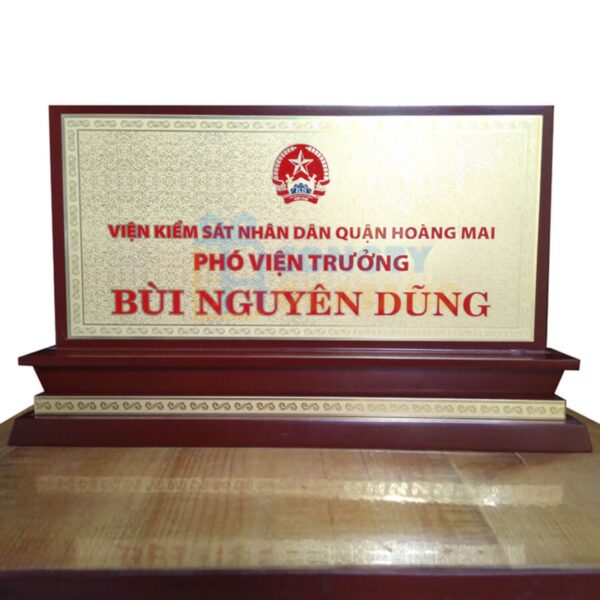 VIỆN KIỂM SÁT NHÂN DÂN QUẬN HOÀNG MAI
PHÓ VIỆN TRƯỞNG
BÙI NGUYÊN DŨNG